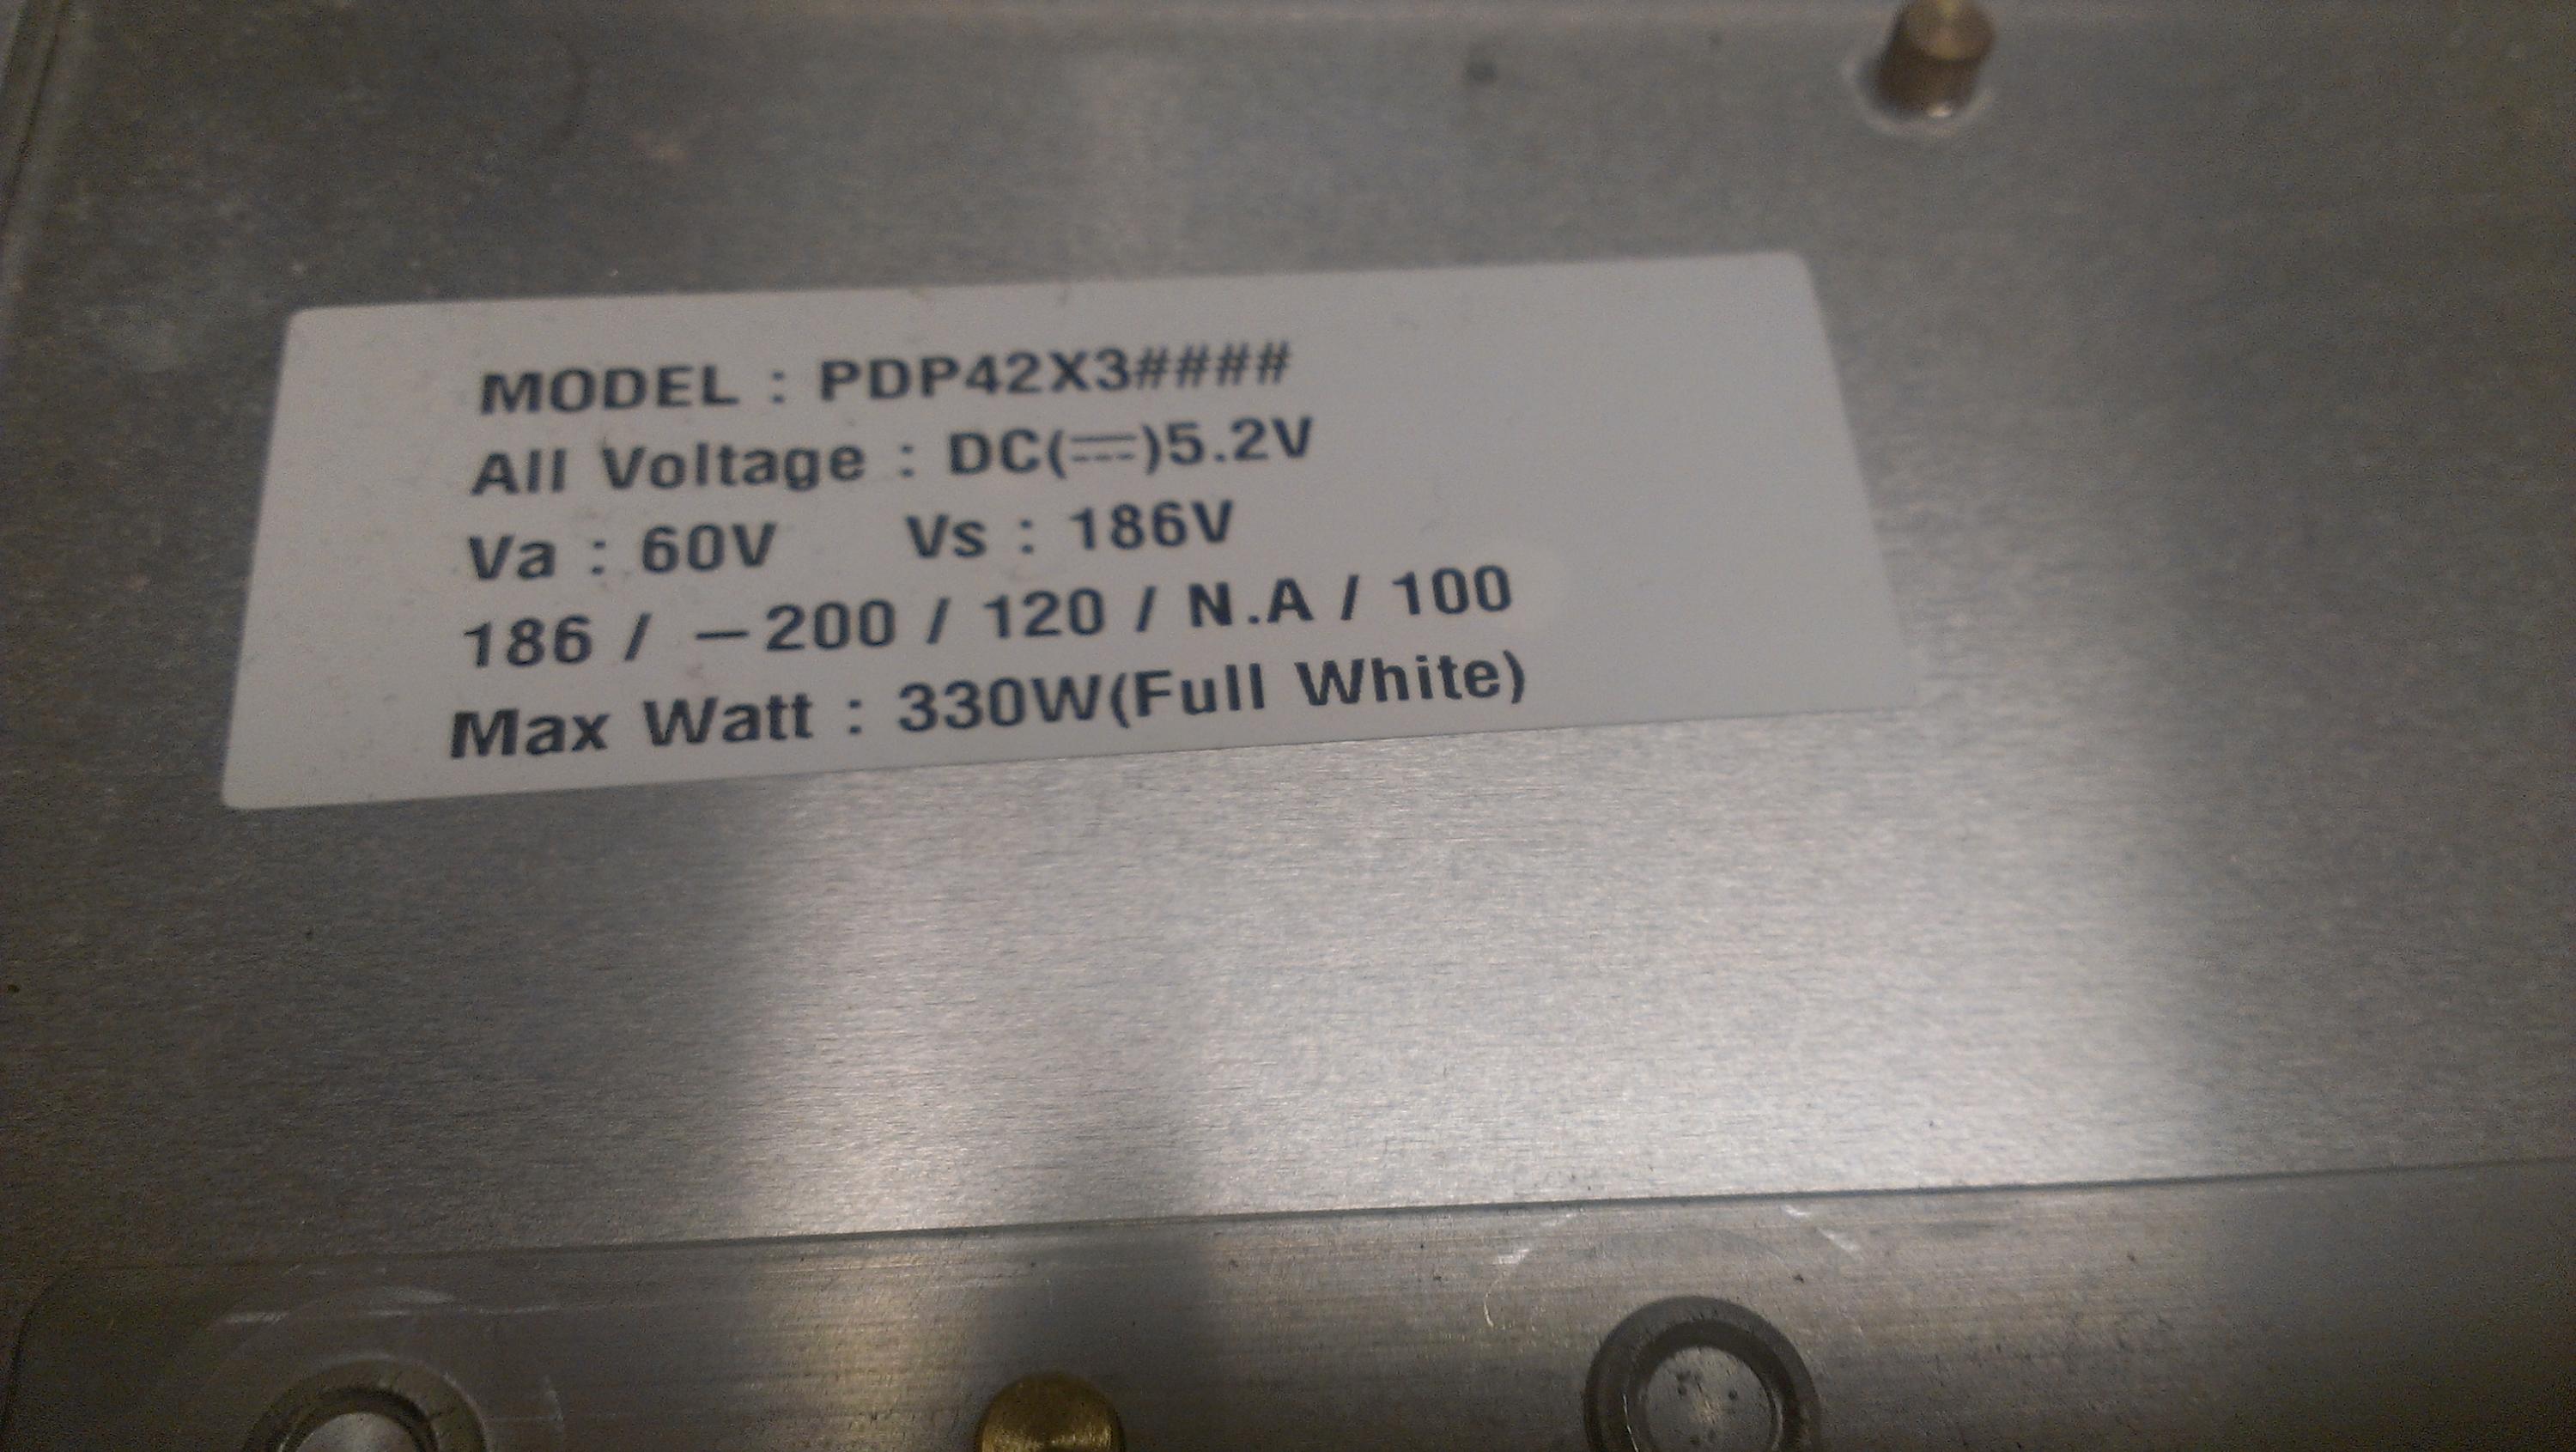 MODEL : PDP42X3####
All Voltage : DC(⎓)5.2V
Va : 60V Vs : 186V
186 / -200 / 120 / N.A / 100
Max Watt : 330W(Full White)